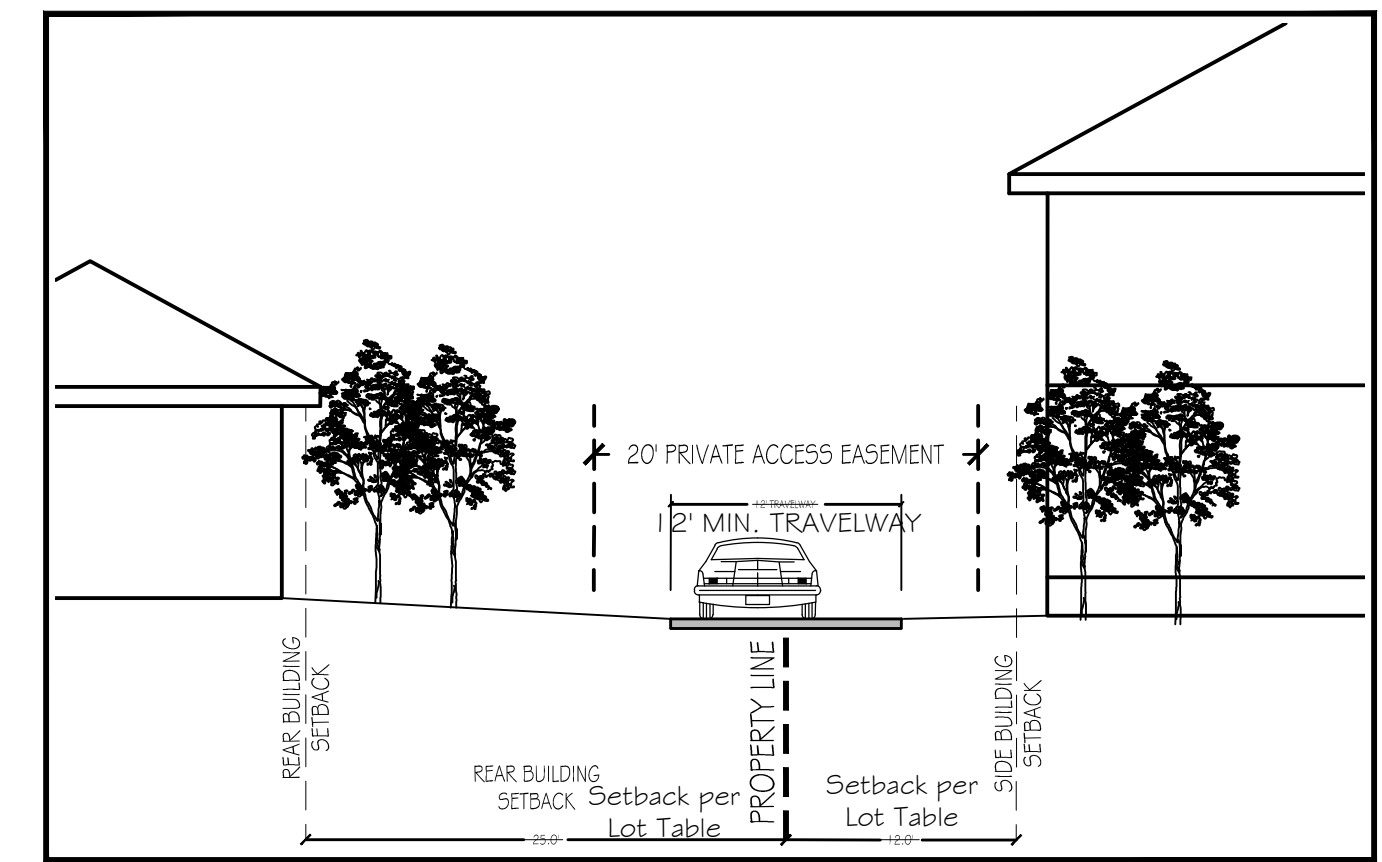 20' PRIVATE ACCESS EASEMENT
12' TRAVELWAY
12' MIN. TRAVELWAY
REAR BUILDING
SETBACK
PROPERTY LINE
SIDE BUILDING
SETBACK
REAR BUILDING
SETBACK
Setback per
Lot Table
Setback per
Lot Table
25.0'
12.0'